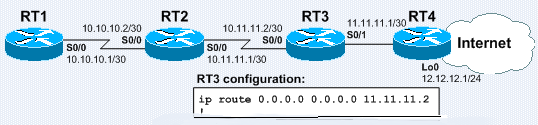 RT1
RT2
RT3
RT4
10.10.10.2/30
10.11.11.2/30
11.11.11.1/30
S0/0
S0/0
S0/0
S0/0
S0/1
10.10.10.1/30
10.11.11.1/30
Internet
Lo0
12.12.12.1/24
RT3 configuration:
ip route 0.0.0.0 0.0.0.0 11.11.11.2
!